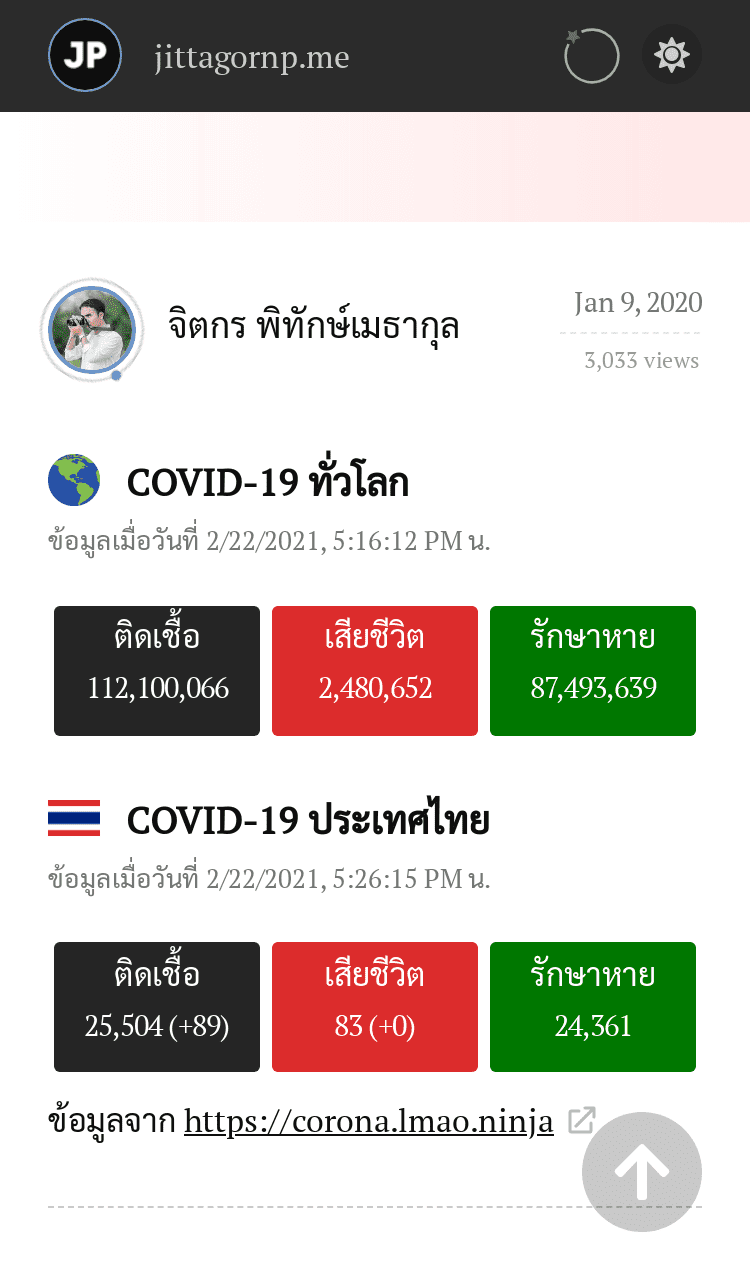 JP
jittagornp.me
จิตกร พิทักษ์เมธากุล
Jan 9, 2020
3,033 views
COVID-19 ทั่วโลก
ข้อมูลเมื่อวันที่ 2/22/2021, 5:16:12 PM น.
ติดเชื้อ
112,100,066
เสียชีวิต
2,480,652
รักษาหาย
87,493,639
COVID-19 ประเทศไทย
ข้อมูลเมื่อวันที่ 2/22/2021, 5:26:15 PM น.
ติดเชื้อ
25,504 (+89)
เสียชีวิต
83 (+0)
รักษาหาย
24,361
ข้อมูลจาก https://corona.lmao.ninja